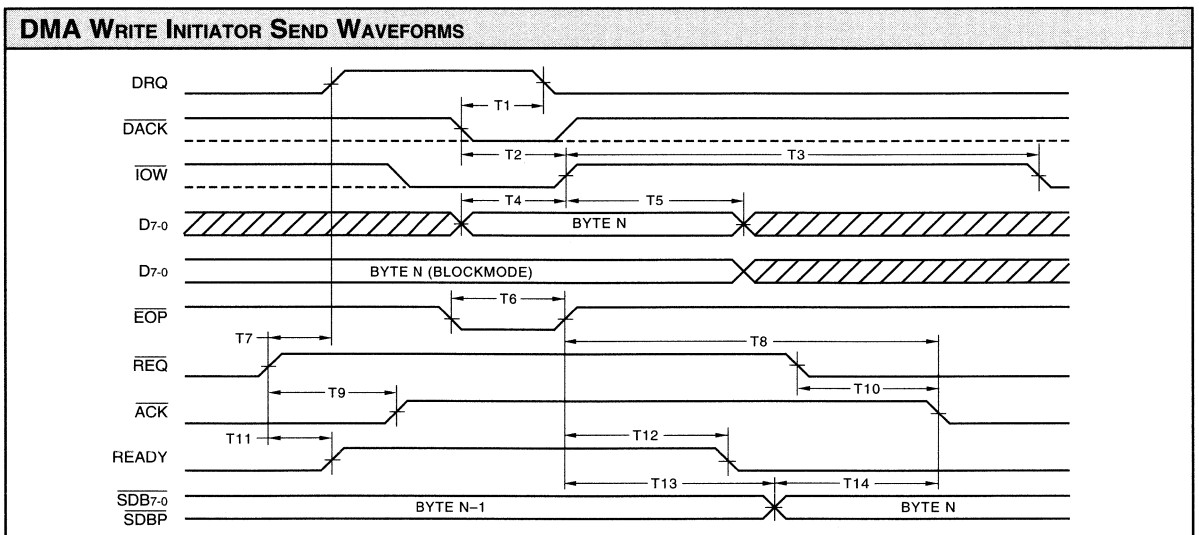 DMA WRITE INITIATOR SEND WAVEFORMS
DRQ
T1
DACK
T2
T3
IOW
T4
T5
D7-0
BYTE N
D7-0
BYTE N (BLOCKMODE)
T6
EOP
T7
T8
REQ
T9
T10
ACK
T11
T12
READY
T13
T14
SDB7-0
SDBP
BYTE N–1
BYTE N